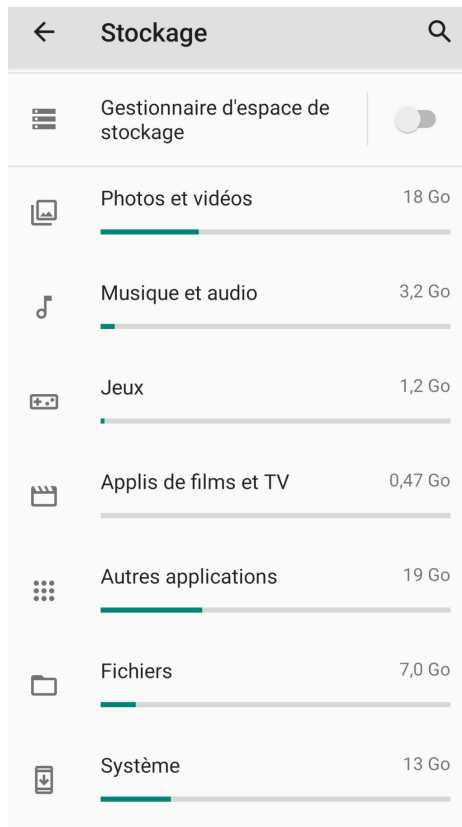 Stockage
Gestionnaire d'espace de
stockage
Photos et vidéos
18 Go
Musique et audio
3,2 Go
Jeux
1,2 Go
Applis de films et TV
0,47 Go
Autres applications
19 Go
Fichiers
7,0 Go
Système
13 Go